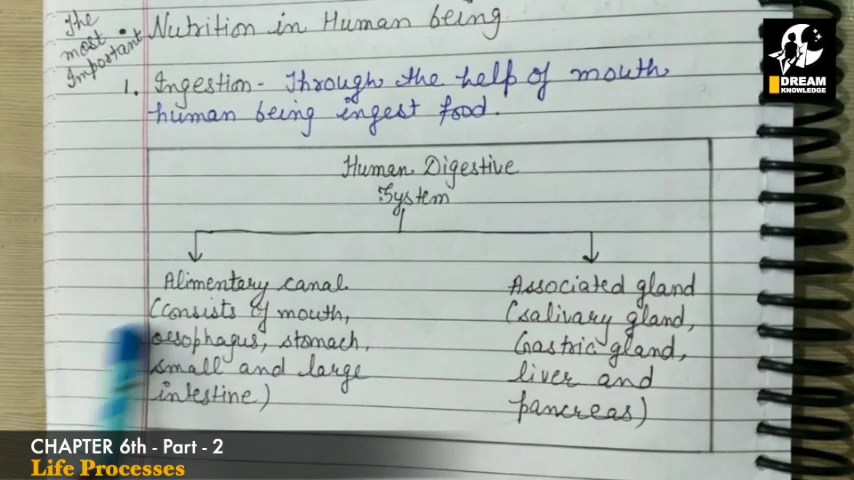 The
most
Important
• Nutrition in Human being
1. Ingestion - Through the help of mouth
human being ingest food.
Human Digestive
System
Alimentary canal
(consists of mouth,
oesophagus, stomach,
small and large
intestine)
Associated gland
(salivary gland,
Gastric gland,
liver and
pancreas)
DREAM
KNOWLEDGE
CHAPTER 6th - Part - 2
Life Processes